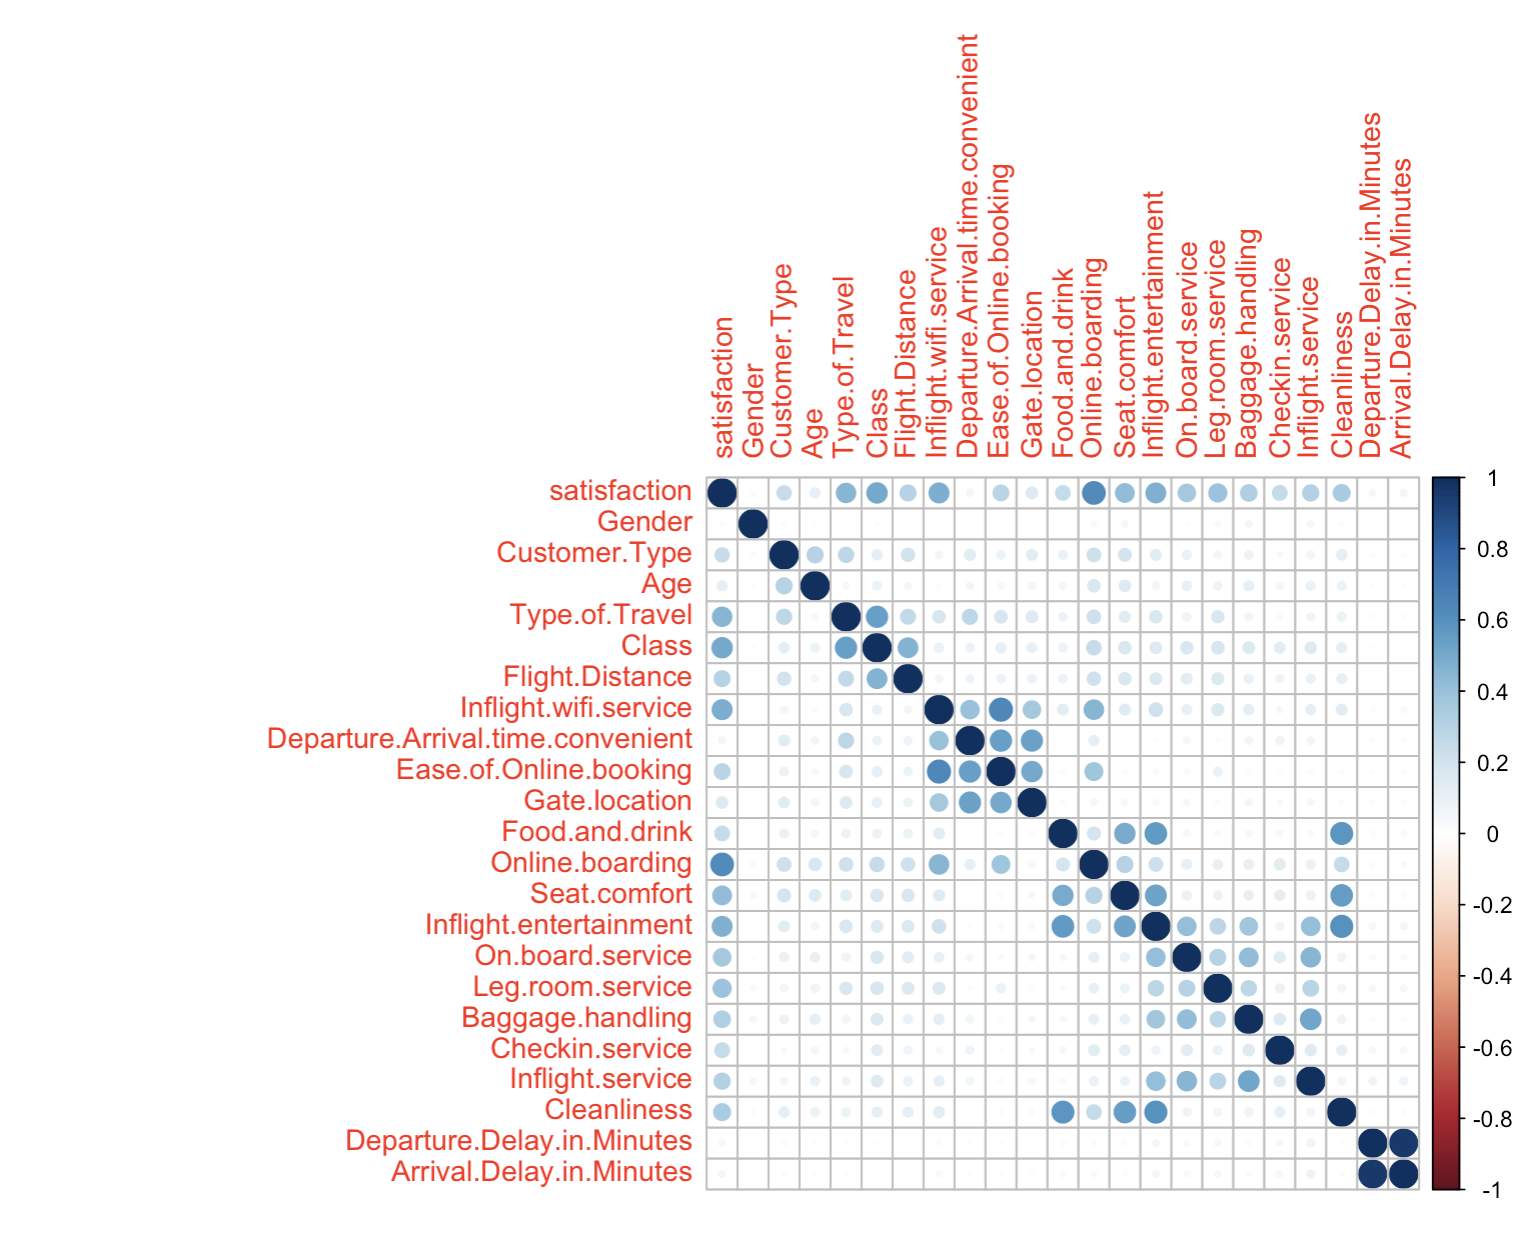 satisfaction
Gender
Customer.Type
Age
Type.of.Travel
Class
Flight.Distance
Inflight.wifi.service
Departure.Arrival.time.convenient
Ease.of.Online.booking
Gate.location
Food.and.drink
Online.boarding
Seat.comfort
Inflight.entertainment
On.board.service
Leg.room.service
Baggage.handling
Checkin.service
Inflight.service
Cleanliness
Departure.Delay.in.Minutes
Arrival.Delay.in.Minutes
satisfaction
Gender
Customer.Type
Age
Type.of.Travel
Class
Flight.Distance
Inflight.wifi.service
Departure.Arrival.time.convenient
Ease.of.Online.booking
Gate.location
Food.and.drink
Online.boarding
Seat.comfort
Inflight.entertainment
On.board.service
Leg.room.service
Baggage.handling
Checkin.service
Inflight.service
Cleanliness
Departure.Delay.in.Minutes
Arrival.Delay.in.Minutes
1
0.8
0.6
0.4
0.2
0
-0.2
-0.4
-0.6
-0.8
-1